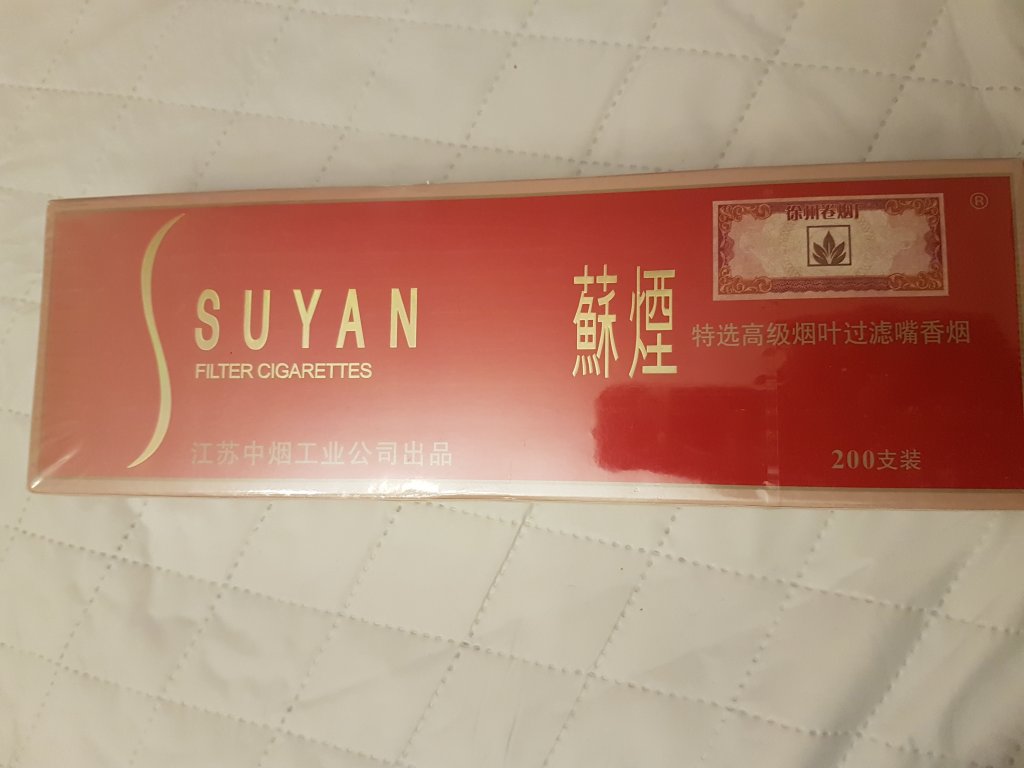 徐州卷烟厂
®
SUYAN
FILTER CIGARETTES
蘇煙
特选高级烟叶过滤嘴香烟
江苏中烟工业公司出品
200支装